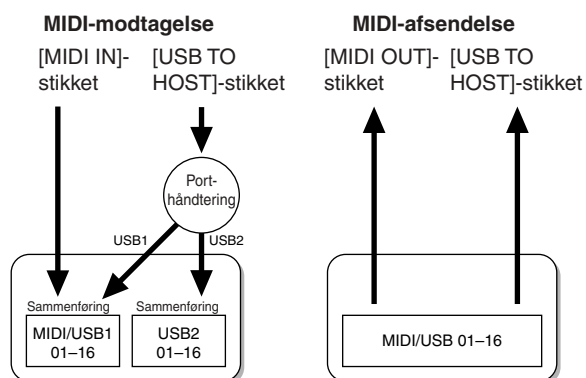 MIDI-modtagelse
[MIDI IN]-
stikket
[USB TO
HOST]-stikket
Port-
håndtering
USB1
USB2
Sammenføring
Sammenføring
MIDI/USB1
01–16
USB2
01–16
MIDI-afsendelse
[MIDI OUT]-
stikket
[USB TO
HOST]-stikket
MIDI/USB 01–16